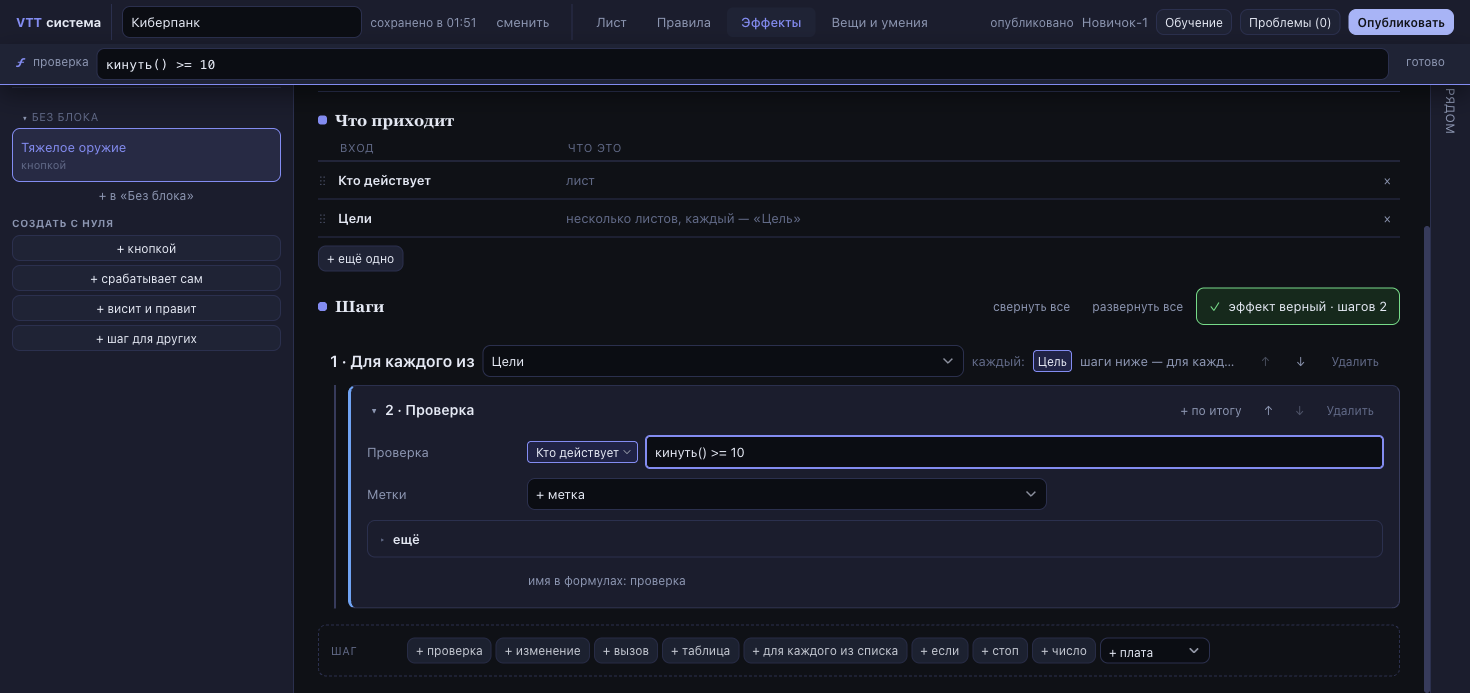 VTT система Киберпанк сохранено в 01:51 сменить Лист Правила Эффекты Вещи и умения опубликовано Новичок-1 Обучение Проблемы (0) Опубликовать
ƒ проверка кинуть() >= 10 готово
РЯДОМ
▾ БЕЗ БЛОКА
Тяжелое оружие
кнопкой
+ в «Без блока»
СОЗДАТЬ С НУЛЯ
+ кнопкой
+ срабатывает сам
+ висит и правит
+ шаг для других
Что приходит
ВХОД ЧТО ЭТО
Кто действует лист ×
Цели несколько листов, каждый — «Цель» ×
+ ещё одно
Шаги свернуть все развернуть все ✓ эффект верный · шагов 2
1 · Для каждого из Цели каждый: Цель шаги ниже — для кажд... ↑ ↓ Удалить
▾ 2 · Проверка + по итогу ↑ ↓ Удалить
Проверка Кто действует кинуть() >= 10
Метки + метка
▸ ещё
имя в формулах: проверка
ШАГ + проверка + изменение + вызов + таблица + для каждого из списка + если + стоп + число + плата